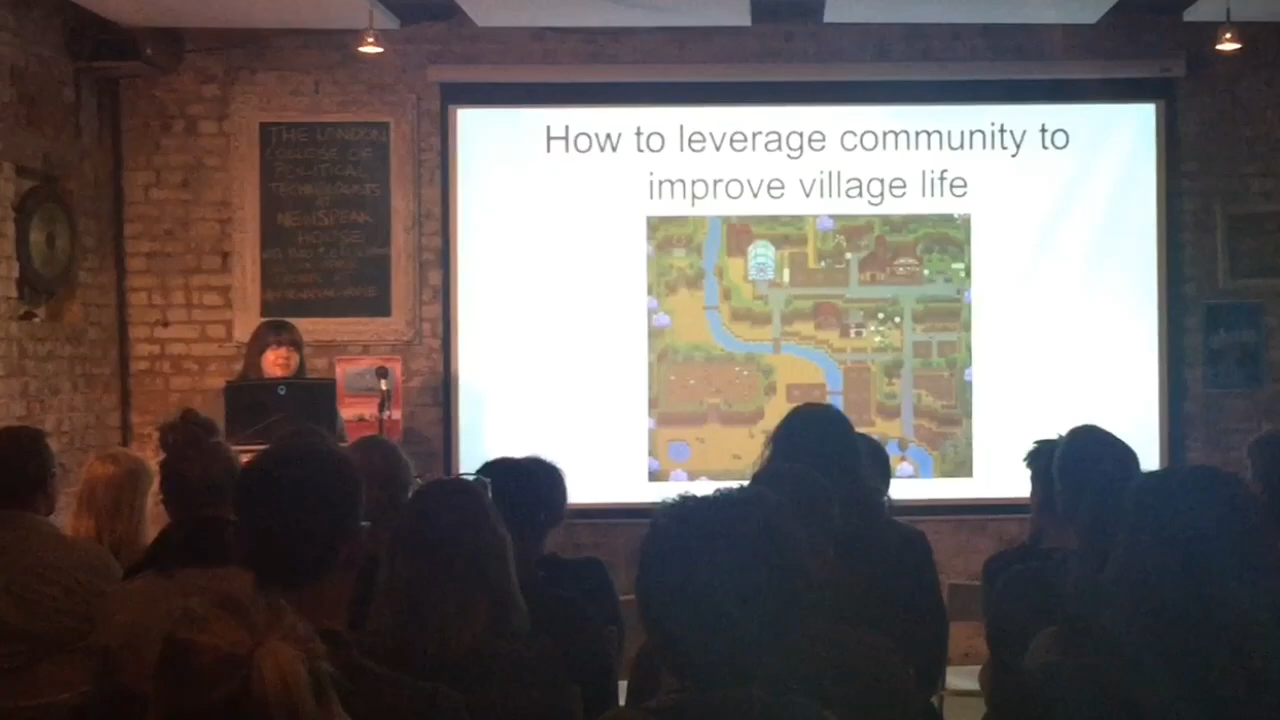 THE LONDON
COLLEGE OF
POLITICAL
TECHNOLOGISTS
AT
NEWSPEAK
HOUSE
How to leverage community to
improve village life